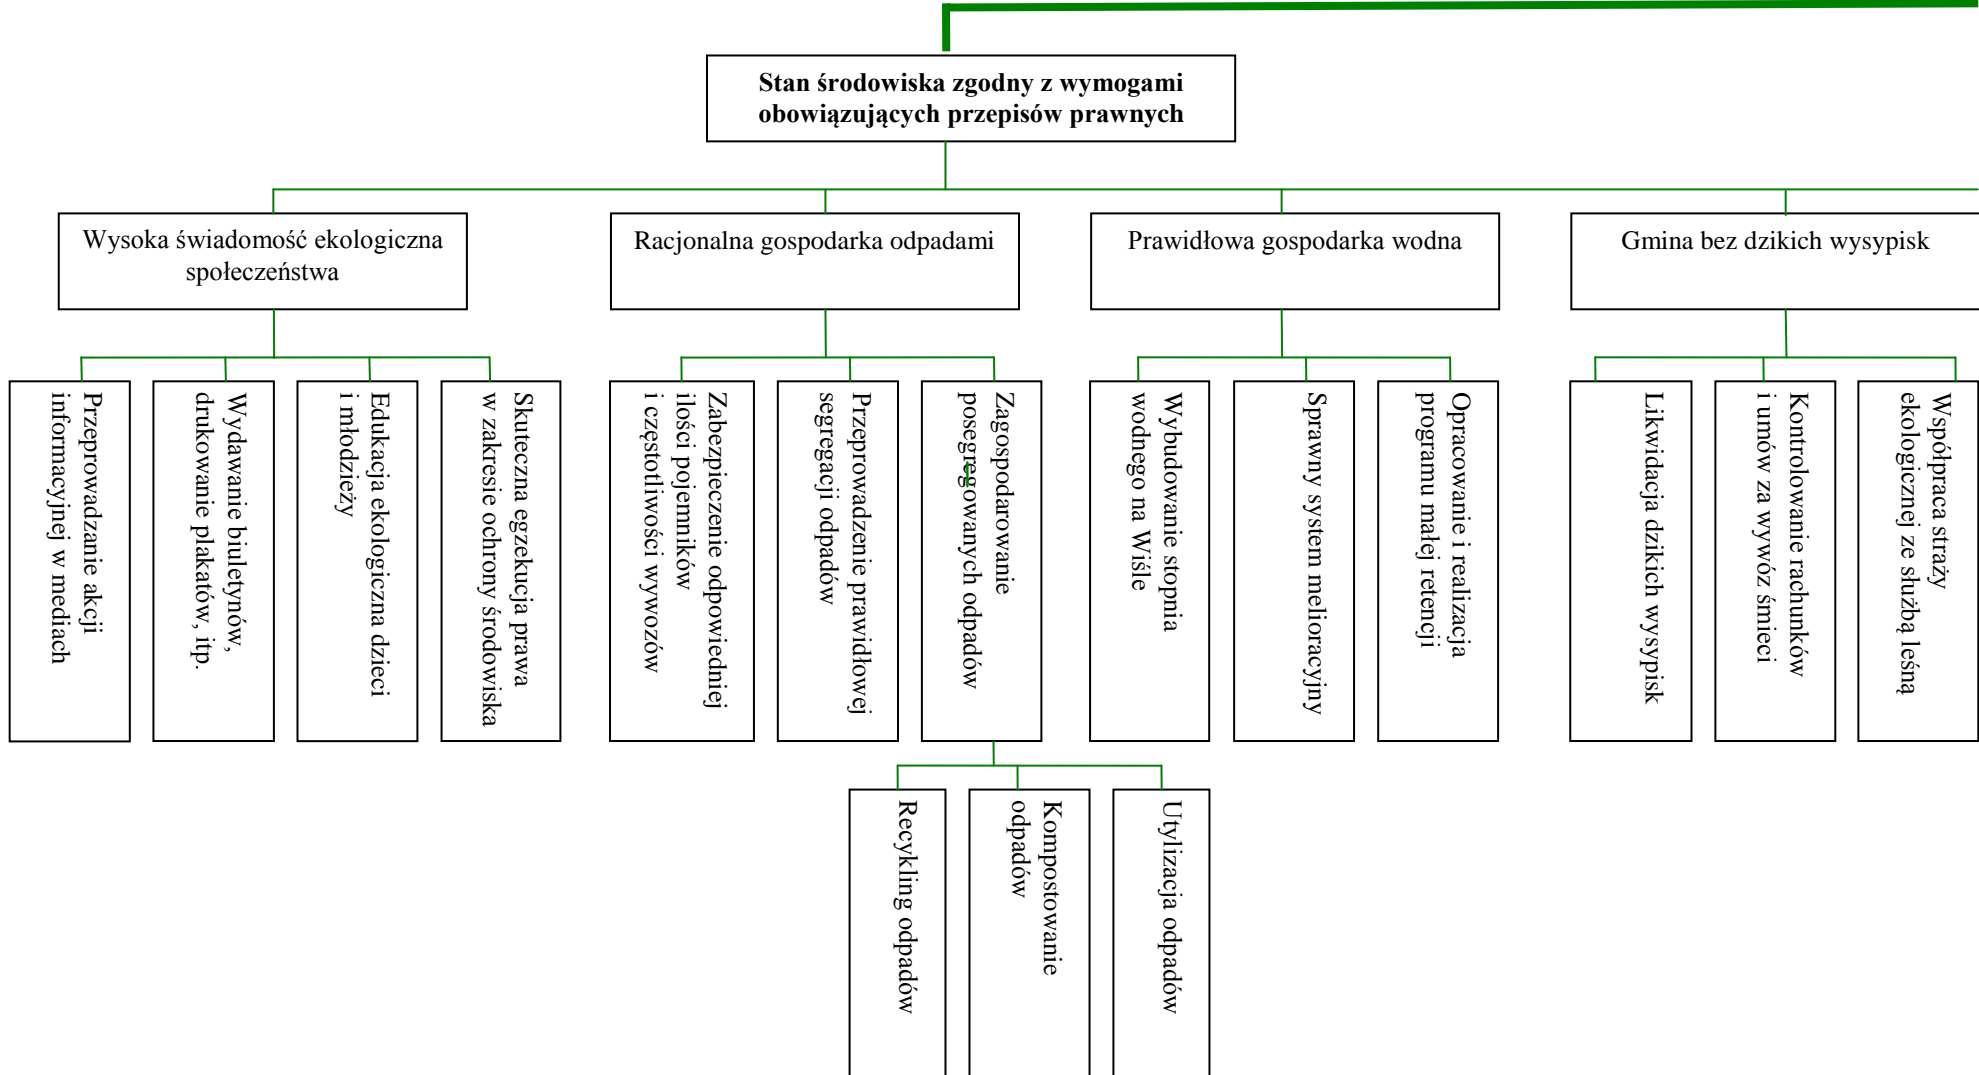 Stan środowiska zgodny z wymogami
obowiązujących przepisów prawnych
Wysoka świadomość ekologiczna
społeczeństwa
Racjonalna gospodarka odpadami
Prawidłowa gospodarka wodna
Gmina bez dzikich wysypisk
Przeprowadzanie akcji
informacyjnej w mediach
Wydawanie biuletynów,
drukowanie plakatów, itp.
Edukacja ekologiczna dzieci
i młodzieży
Skuteczna egzekucja prawa
w zakresie ochrony środowiska
Zabezpieczenie odpowiedniej
ilości pojemników
i częstotliwości wywozów
Przeprowadzenie prawidłowej
segregacji odpadów
Zagospodarowanie
posegregowanych odpadów
Wybudowanie stopnia
wodnego na Wiśle
Sprawny system melioracyjny
Opracowanie i realizacja
programu małej retencji
Likwidacja dzikich wysypisk
Kontrolowanie rachunków
i umów za wywóz śmieci
Współpraca straży
ekologicznej ze służbą leśną
Recykling odpadów
Kompostowanie
odpadów
Utylizacja odpadów